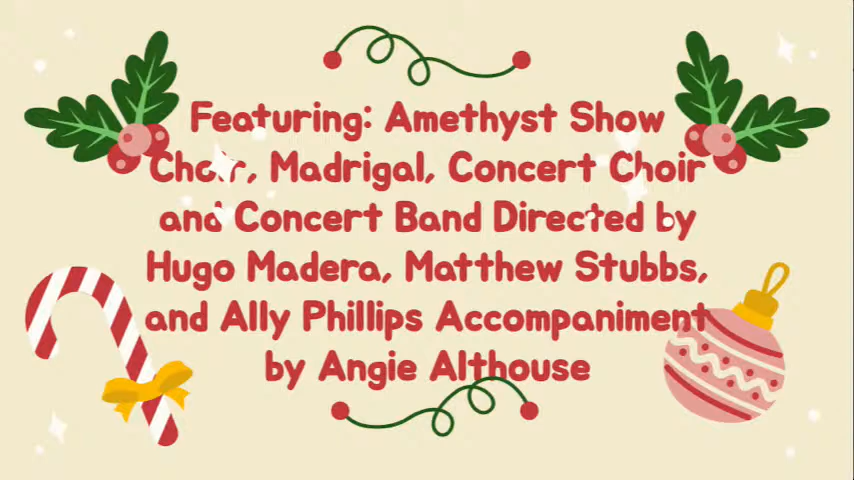 Featuring: Amethyst Show
Choir, Madrigal, Concert Choir
and Concert Band Directed by
Hugo Madera, Matthew Stubbs,
and Ally Phillips Accompaniment
by Angie Althouse